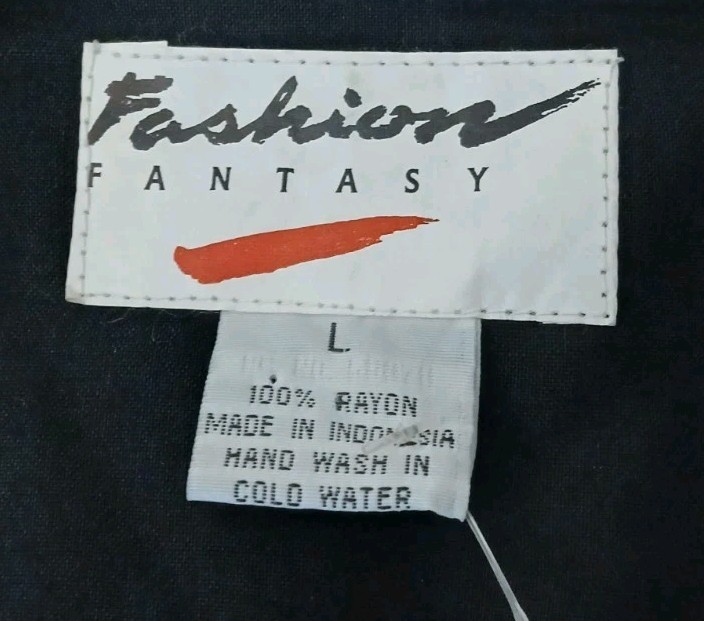 Fashion
FANTASY
L
100% RAYON
MADE IN INDONESIA
HAND WASH IN
COLD WATER